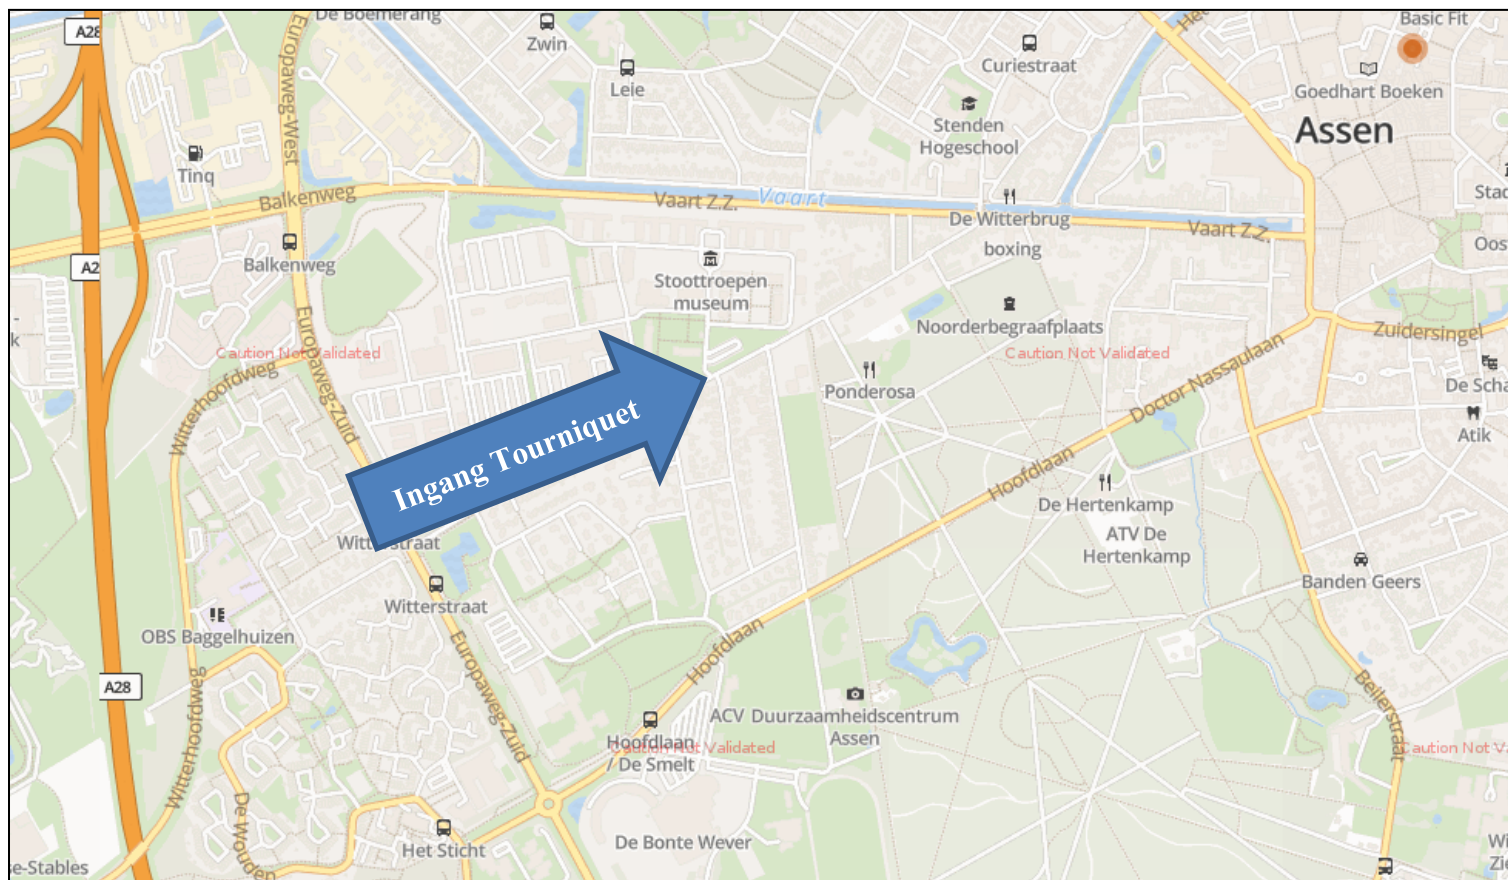 De Boemerang
Basic Fit
A28
Zwin
Curiestraat
Leie
Goedhart Boeken
Europaweg-West
Stenden
Hogeschool
Assen
Tinq
Balkenweg
Vaart Z.Z.
Vaart
De Witterbrug
Vaart Z.Z.
boxing
Balkenweg
A2
Stoottroepen
museum
Noorderbegraafplaats
Zuidersingel
Caution Not Validated
Caution Not Validated
Europaweg-Zuid
Witterhoofdweg
Ponderosa
Doctor Nassaulaan
De Scha
Atik
Ingang Tourniquet
Hoofdlaan
De Hertenkamp
ATV De
Hertenkamp
Witterstraat
Banden Geers
Witterstraat
OBS Baggelhuizen
Europaweg-Zuid
Hoofdlaan
Beilerstraat
A28
Witterhoofdweg
ACV Duurzaamheidscentrum
Assen
Hoofdlaan
/ De Smelt
Caution Not Validated
Caution Not V
De Wouden
De Bonte Wever
Het Sticht
se-Stables